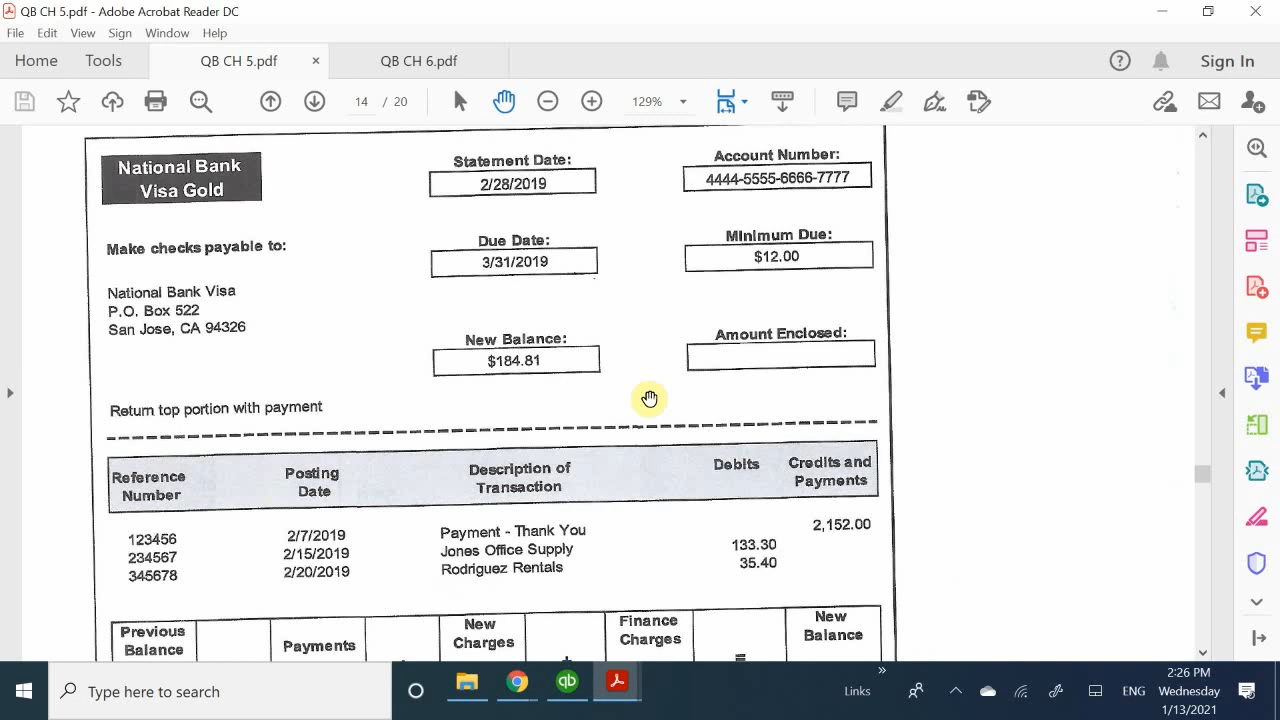 QB CH 5.pdf - Adobe Acrobat Reader DC
File Edit View Sign Window Help
Home Tools QB CH 5.pdf × QB CH 6.pdf Sign In
14 / 20 129%
National Bank
Visa Gold
Statement Date:
2/28/2019
Account Number:
4444-5555-6666-7777
Make checks payable to:
Due Date:
3/31/2019
Minimum Due:
$12.00
National Bank Visa
P.O. Box 522
San Jose, CA 94326
New Balance:
$184.81
Amount Enclosed:
Return top portion with payment
Reference Number Posting Date Description of Transaction Debits Credits and Payments
123456 2/7/2019 Payment - Thank You 2,152.00
234567 2/15/2019 Jones Office Supply 133.30
345678 2/20/2019 Rodriguez Rentals 35.40
Previous Balance Payments New Charges + Finance Charges = New Balance
Type here to search
qb
Links
ENG
2:26 PM
Wednesday
1/13/2021